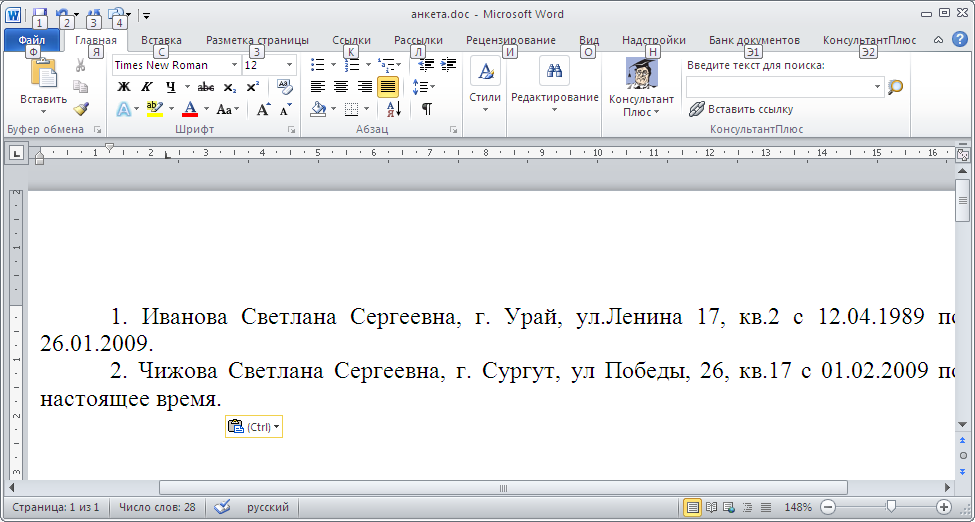 анкета.doc - Microsoft Word
1 2 3 4
Файл Главная Вставка Разметка страницы Ссылки Рассылки Рецензирование Вид Надстройки Банк документов КонсультантПлюс
Ф Я С З К Л И О Н Э1 Э2
Times New Roman 12
Введите текст для поиска:
Вставить
Ж К Ч abc x₂ x²
Стили Редактирование Консультант Плюс
Вставить ссылку
Буфер обмена Шрифт Абзац КонсультантПлюс
1 1 2 3 4 5 6 7 8 9 10 11 12 13 14 15 16
1. Иванова Светлана Сергеевна, г. Урай, ул.Ленина 17, кв.2 с 12.04.1989 по
26.01.2009.
2. Чижова Светлана Сергеевна, г. Сургут, ул Победы, 26, кв.17 с 01.02.2009 по
настоящее время.
(Ctrl)
Страница: 1 из 1 Число слов: 28 русский 148%